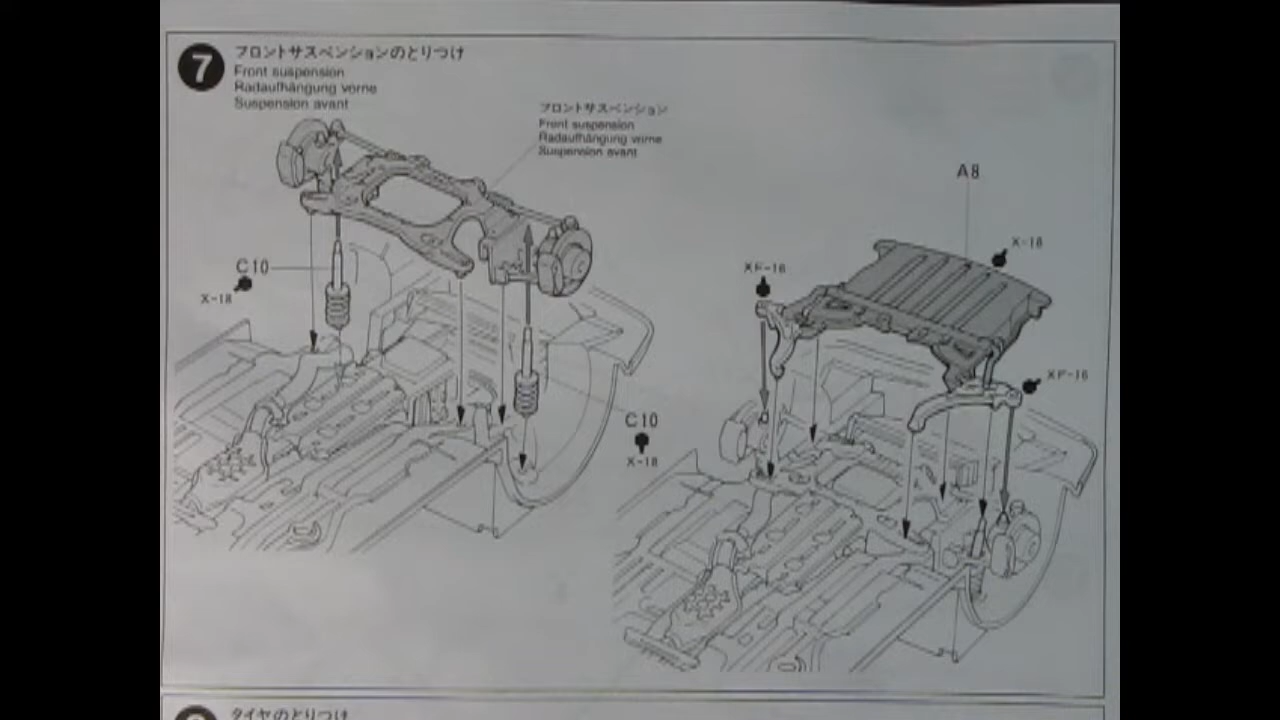 7
フロントサスペンションのとりつけ
Front suspension
Radaufhängung vorne
Suspension avant
フロントサスペンション
Front suspension
Radaufhängung vorne
Suspension avant
A8
X-18
XF-16
C10
X-18
XF-16
C10
X-18
タイヤのとりつけ